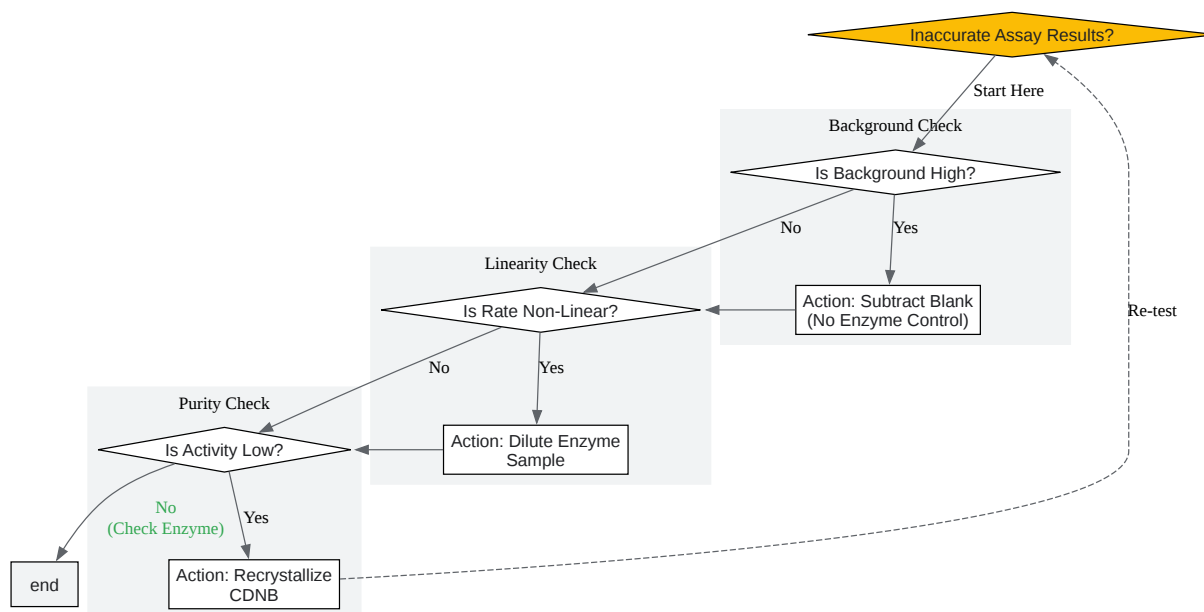 Inaccurate Assay Results?
Start Here
Background Check
Is Background High?
No
Yes
Linearity Check
Is Rate Non-Linear?
Action: Subtract Blank
(No Enzyme Control)
Re-test
No
Yes
Purity Check
Is Activity Low?
Action: Dilute Enzyme
Sample
No
(Check Enzyme)
Yes
end
Action: Recrystallize
CDNB